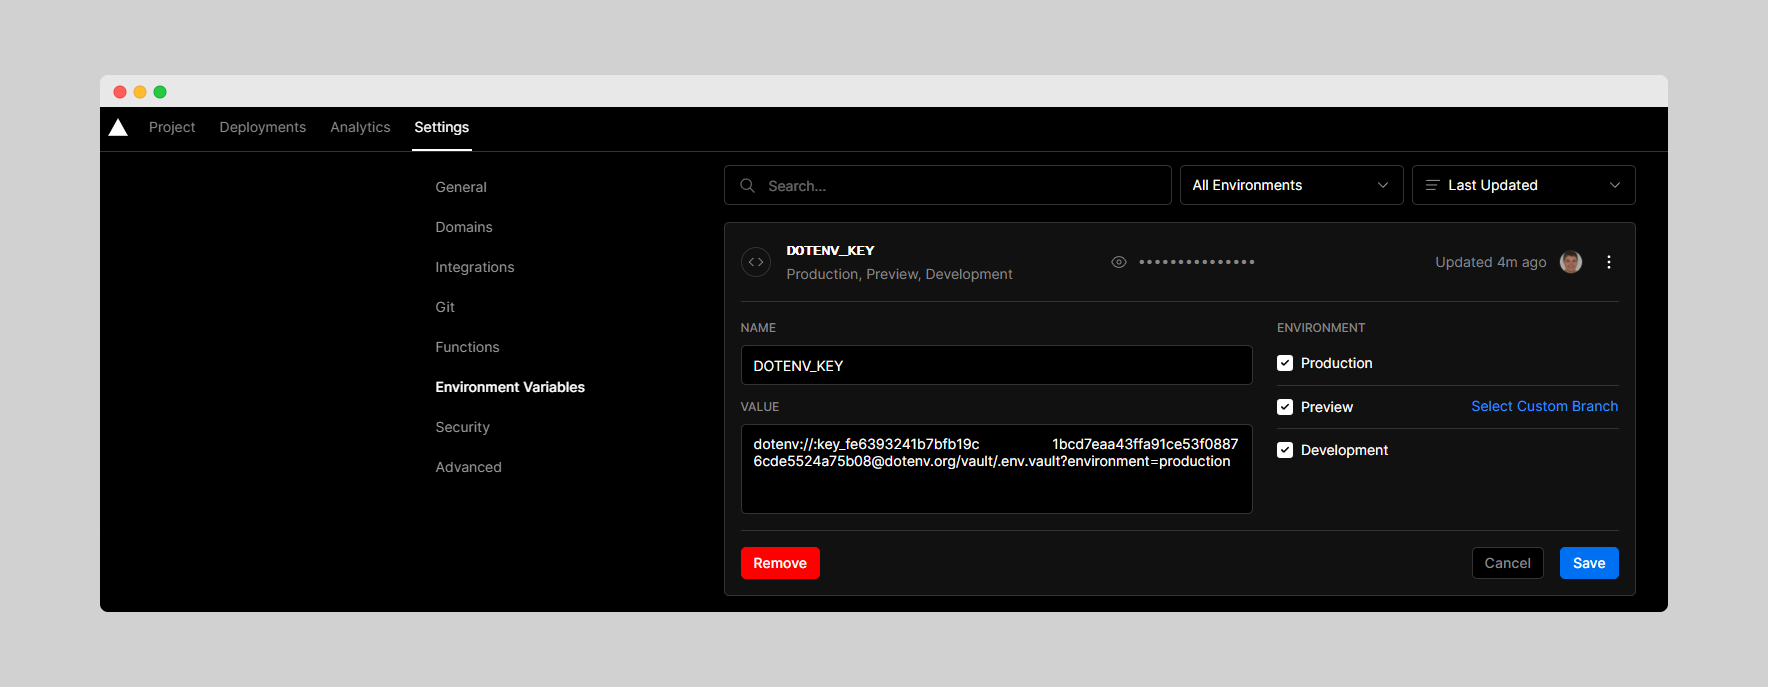 Project Deployments Analytics Settings
General
Domains
Integrations
Git
Functions
Environment Variables
Security
Advanced
Search...
All Environments
Last Updated
DOTENV_KEY
Production, Preview, Development
Updated 4m ago
NAME
DOTENV_KEY
VALUE
dotenv://:key_fe6393241b7bfb19c 1bcd7eaa43ffa91ce53f0887
6cde5524a75b08@dotenv.org/vault/.env.vault?environment=production
ENVIRONMENT
Production
Preview
Select Custom Branch
Development
Remove
Cancel
Save